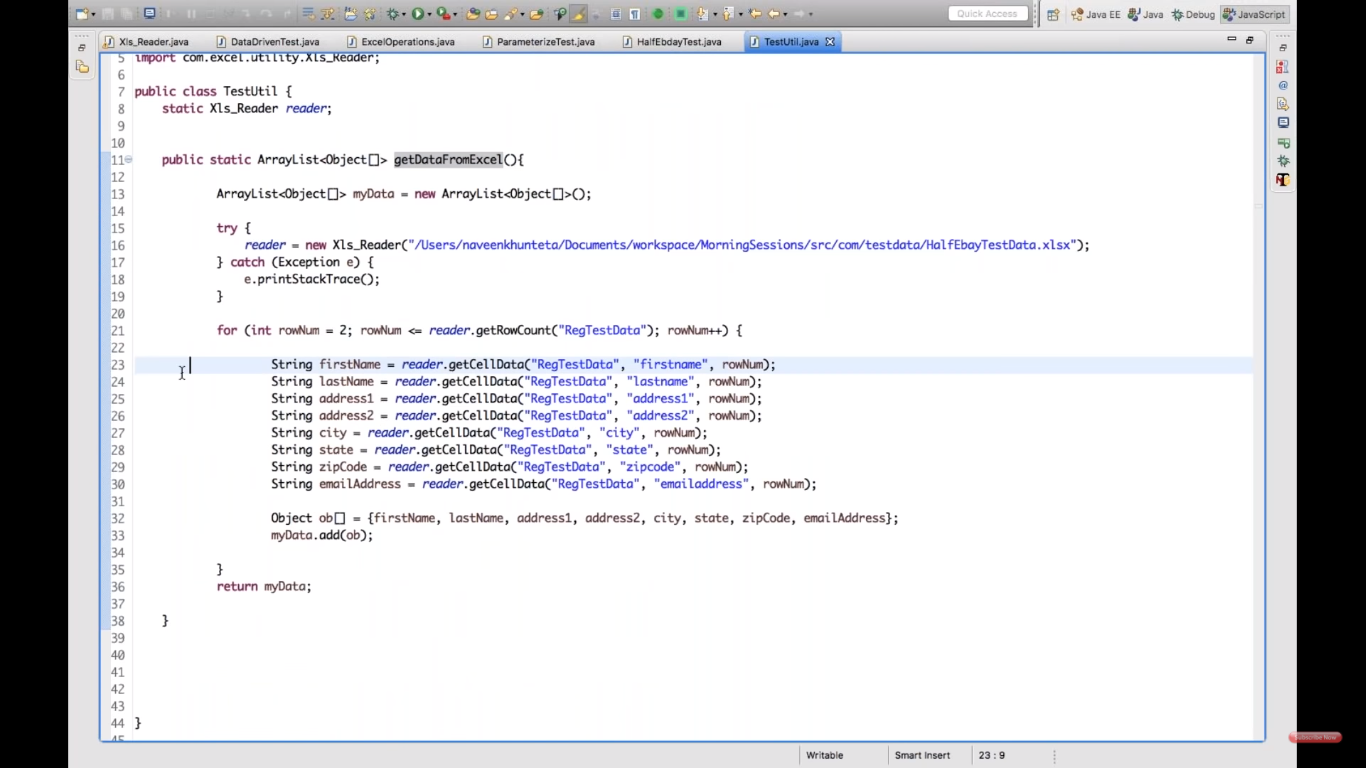 Quick Access
Java EE
Java
Debug
JavaScript
Xls_Reader.java
DataDrivenTest.java
ExcelOperations.java
ParameterizeTest.java
HalfEbdayTest.java
TestUtil.java
5 import com.excel.utility.Xls_Reader;
6
7 public class TestUtil {
8 static Xls_Reader reader;
9
10
11 public static ArrayList<Object[]> getDataFromExcel(){
12
13 ArrayList<Object[]> myData = new ArrayList<Object[]>();
14
15 try {
16 reader = new Xls_Reader("/Users/naveenkhunteta/Documents/workspace/MorningSessions/src/com/testdata/HalfEbayTestData.xlsx");
17 } catch (Exception e) {
18 e.printStackTrace();
19 }
20
21 for (int rowNum = 2; rowNum <= reader.getRowCount("RegTestData"); rowNum++) {
22
23 String firstName = reader.getCellData("RegTestData", "firstname", rowNum);
24 String lastName = reader.getCellData("RegTestData", "lastname", rowNum);
25 String address1 = reader.getCellData("RegTestData", "address1", rowNum);
26 String address2 = reader.getCellData("RegTestData", "address2", rowNum);
27 String city = reader.getCellData("RegTestData", "city", rowNum);
28 String state = reader.getCellData("RegTestData", "state", rowNum);
29 String zipCode = reader.getCellData("RegTestData", "zipcode", rowNum);
30 String emailAddress = reader.getCellData("RegTestData", "emailaddress", rowNum);
31
32 Object ob[] = {firstName, lastName, address1, address2, city, state, zipCode, emailAddress};
33 myData.add(ob);
34
35 }
36 return myData;
37
38 }
39
40
41
42
43
44 }
45
Writable
Smart Insert
23 : 9
Subscribe Now